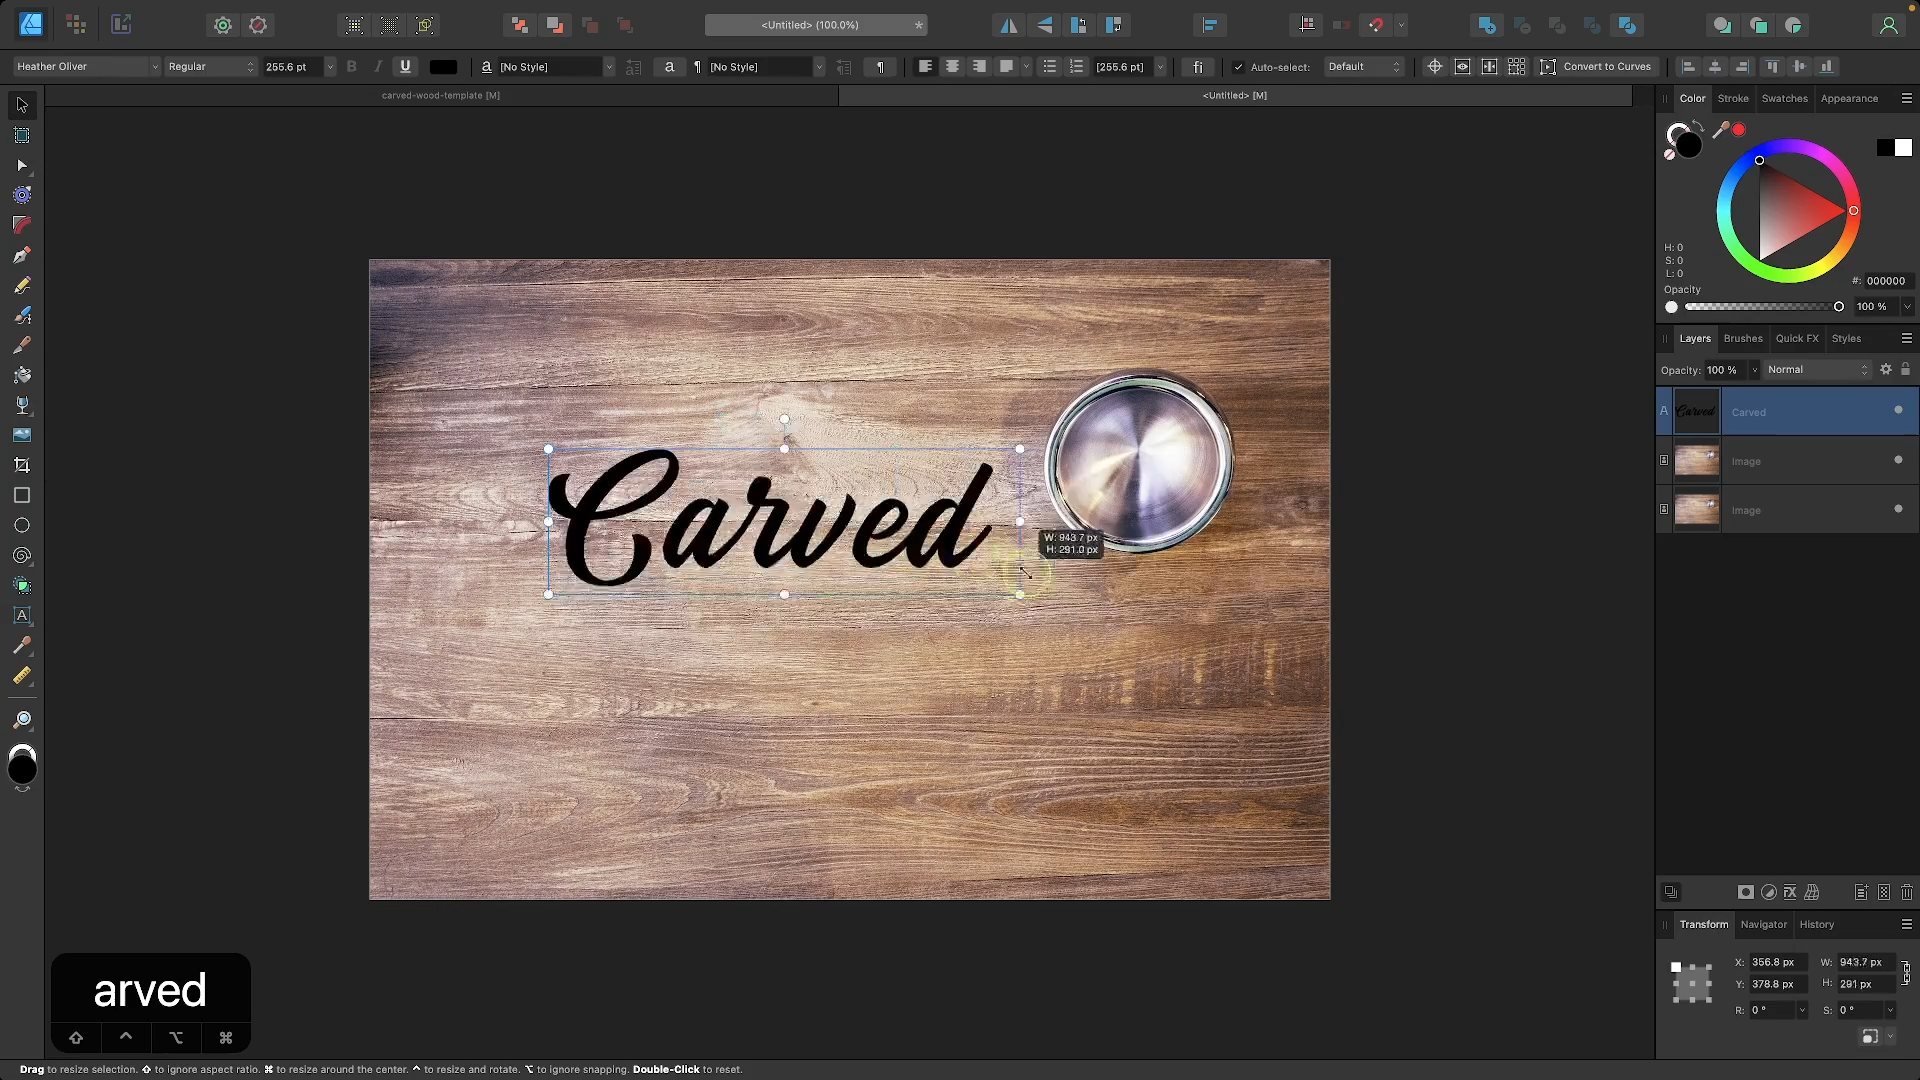 <Untitled> (100.0%)
*
Heather Oliver
Regular
255.6 pt
B
I
U
a
[No Style]
a
¶
[No Style]
¶
[255.6 pt]
fi
Auto-select:
Default
Convert to Curves
carved-wood-template [M]
<Untitled> [M]
Color
Stroke
Swatches
Appearance
H: 0
S: 0
L: 0
#: 000000
Opacity
100 %
Layers
Brushes
Quick FX
Styles
Opacity: 100 %
Normal
A
Carved
Carved
Image
Image
Carved
W: 943.7 px
H: 291.0 px
A
Transform
Navigator
History
X: 356.8 px
W: 943.7 px
Y: 378.8 px
H: 291 px
R: 0 °
S: 0 °
arved
Drag to resize selection. ⇧ to ignore aspect ratio. ⌘ to resize around the center. ⌃ to resize and rotate. ⌥ to ignore snapping. Double-Click to reset.